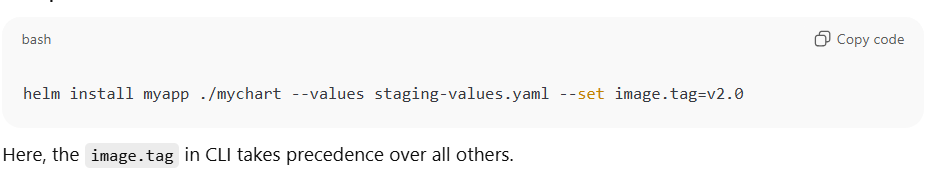 bash
Copy code
helm install myapp ./mychart --values staging-values.yaml --set image.tag=v2.0
Here, the image.tag in CLI takes precedence over all others.